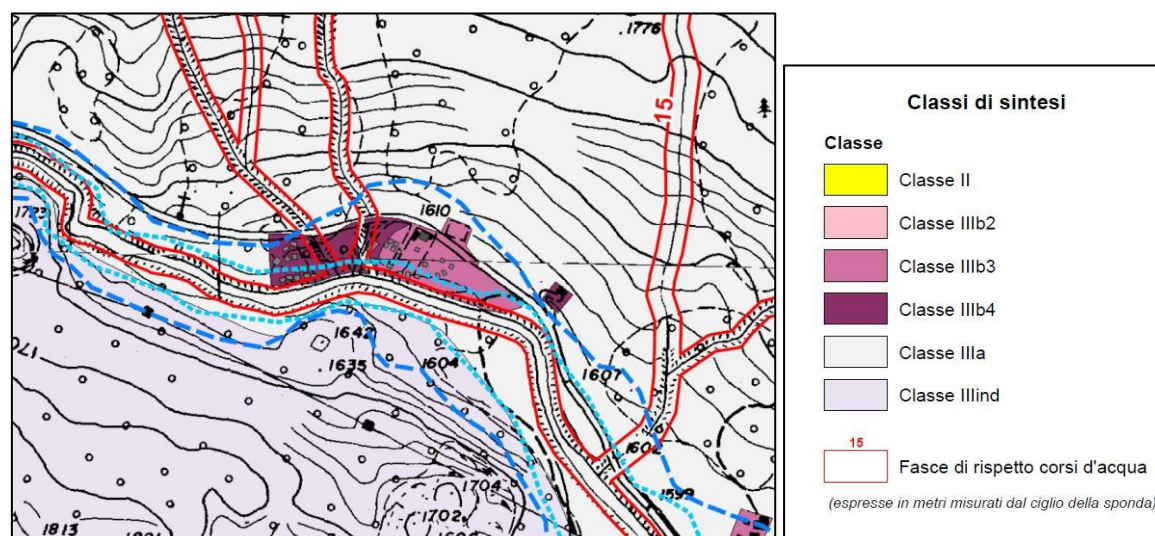 1776
15
1610
1642
1635
1604
1607
1602
1704
1702
1599
1813
Classi di sintesi
Classe
Classe II
Classe IIIb2
Classe IIIb3
Classe IIIb4
Classe IIIa
Classe IIIind
15
Fasce di rispetto corsi d'acqua
(espresse in metri misurati dal ciglio della sponda)